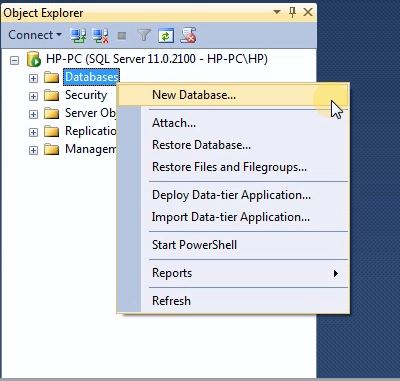 Object Explorer
Connect
HP-PC (SQL Server 11.0.2100 - HP-PC\HP)
Databases
New Database...
Security
Attach...
Server Obj
Restore Database...
Replicatio
Restore Files and Filegroups...
Managem
Deploy Data-tier Application...
Import Data-tier Application...
Start PowerShell
Reports
Refresh